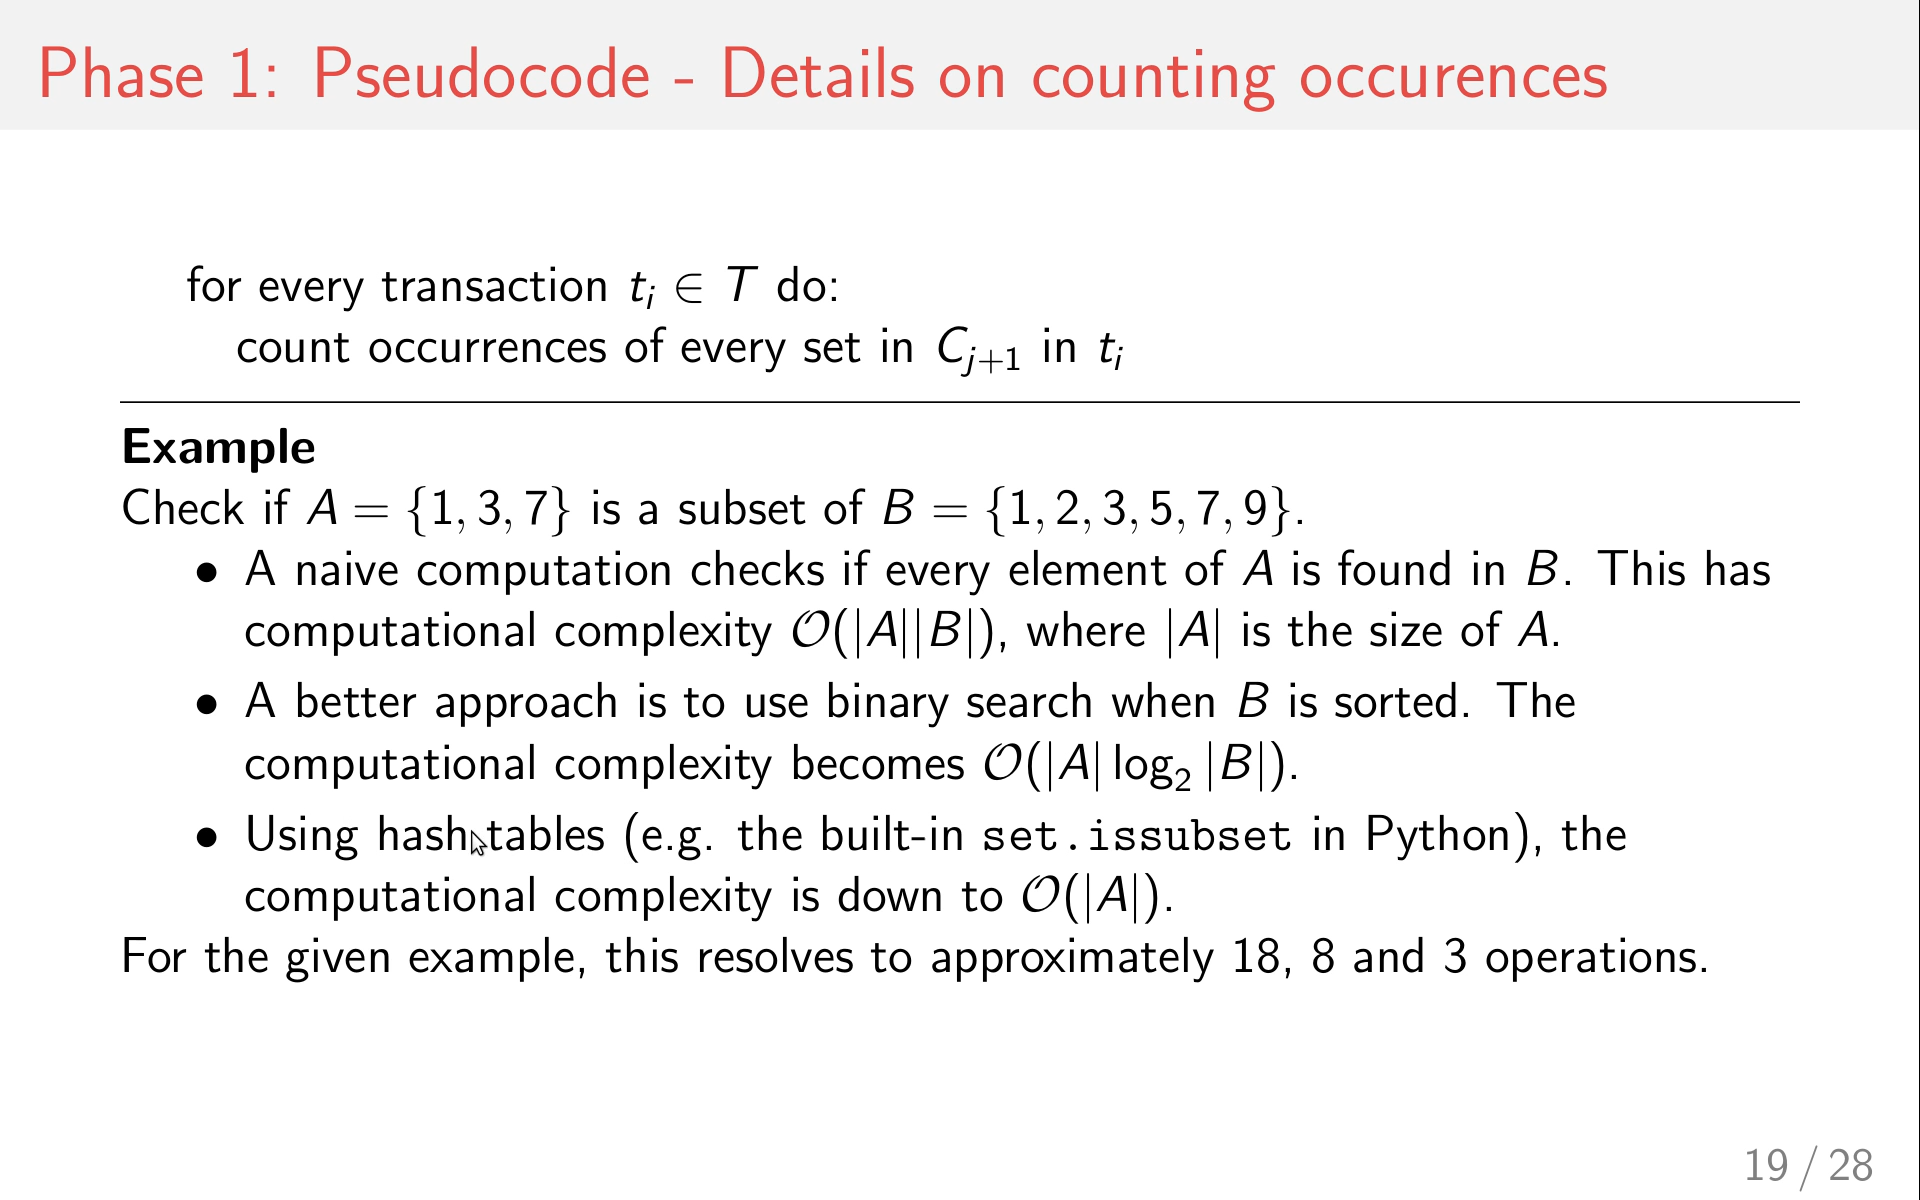 Phase 1: Pseudocode - Details on counting occurences
for every transaction tᵢ ∈ T do:
count occurrences of every set in Cⱼ₊₁ in tᵢ
Example
Check if A = {1, 3, 7} is a subset of B = {1, 2, 3, 5, 7, 9}.
• A naive computation checks if every element of A is found in B. This has
computational complexity O(|A||B|), where |A| is the size of A.
• A better approach is to use binary search when B is sorted. The
computational complexity becomes O(|A| log₂ |B|).
• Using hash tables (e.g. the built-in set.issubset in Python), the
computational complexity is down to O(|A|).
For the given example, this resolves to approximately 18, 8 and 3 operations.
19 / 28